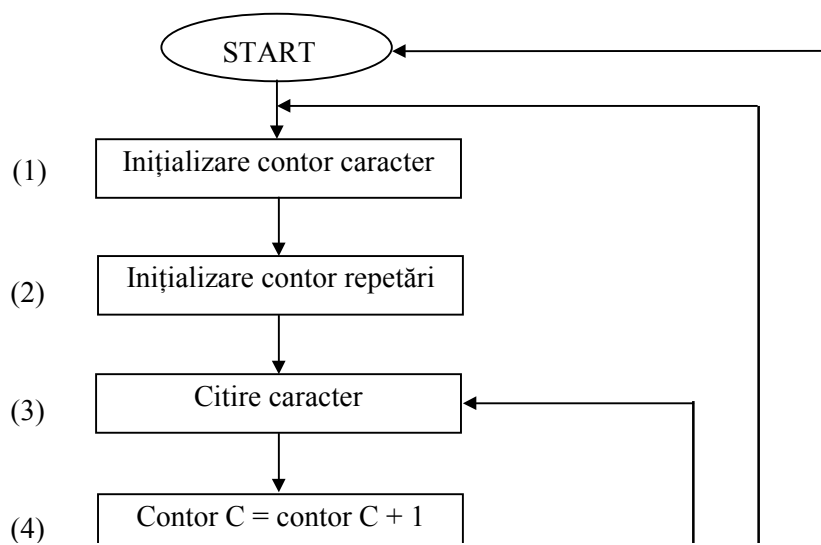 START
(1) Inițializare contor caracter
(2) Inițializare contor repetări
(3) Citire caracter
(4) Contor C = contor C + 1